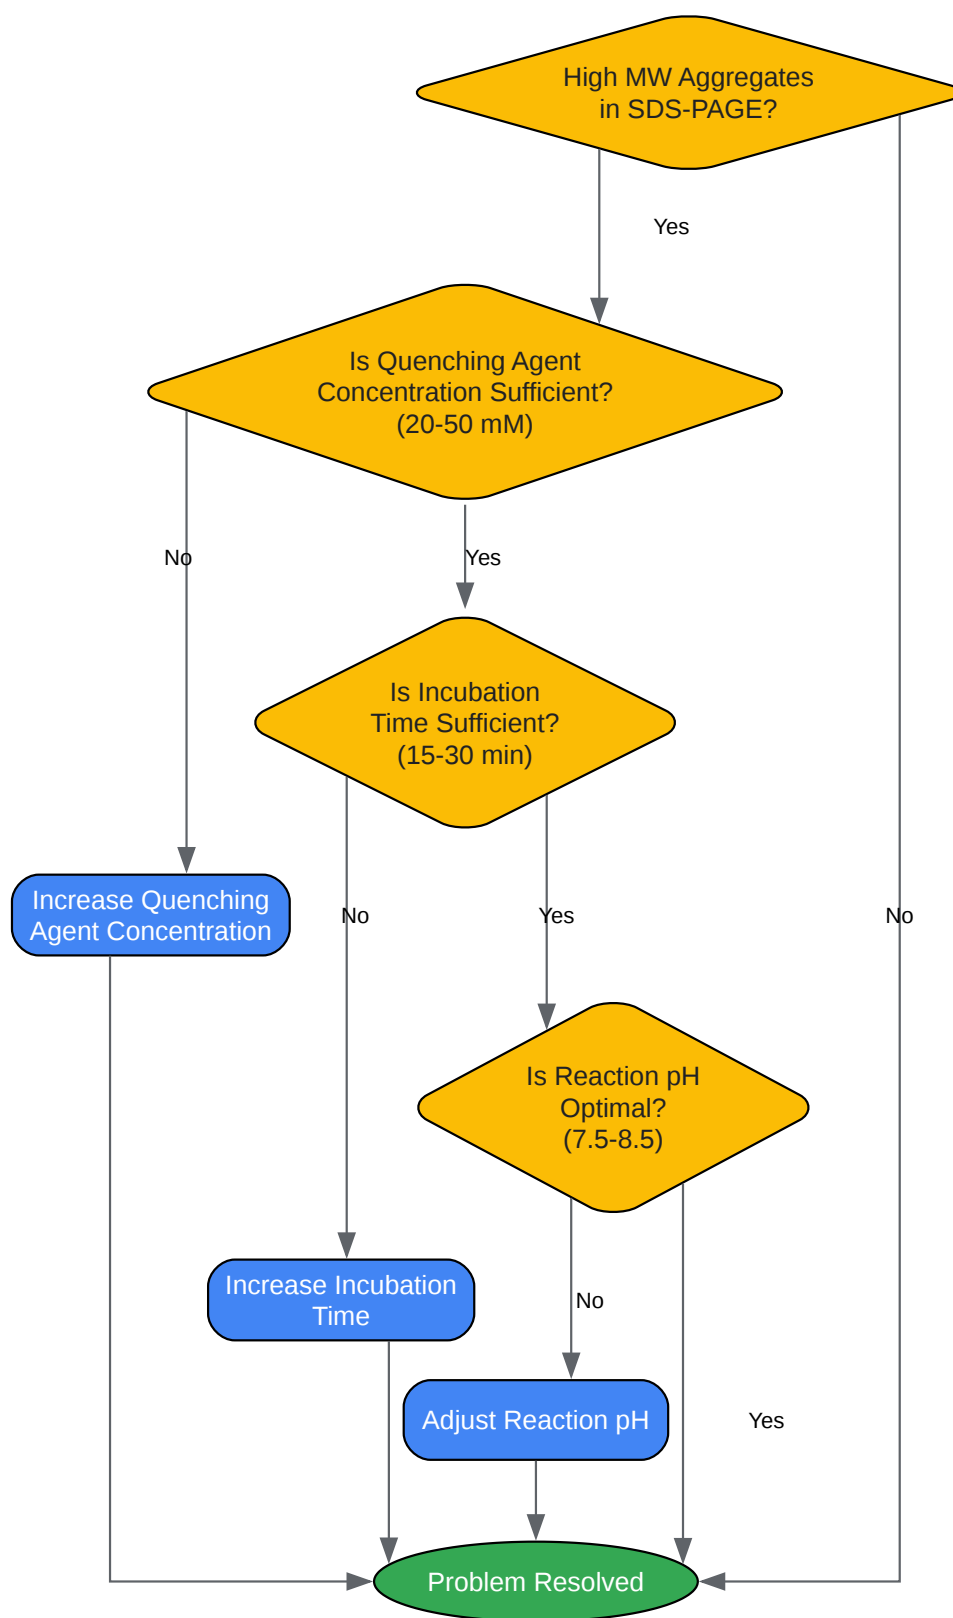 High MW Aggregates
in SDS-PAGE?
Yes
Is Quenching Agent
Concentration Sufficient?
(20-50 mM)
No
Yes
Is Incubation
Time Sufficient?
(15-30 min)
Increase Quenching
Agent Concentration
No
Yes
No
Is Reaction pH
Optimal?
(7.5-8.5)
Increase Incubation
Time
No
Adjust Reaction pH
Yes
Problem Resolved